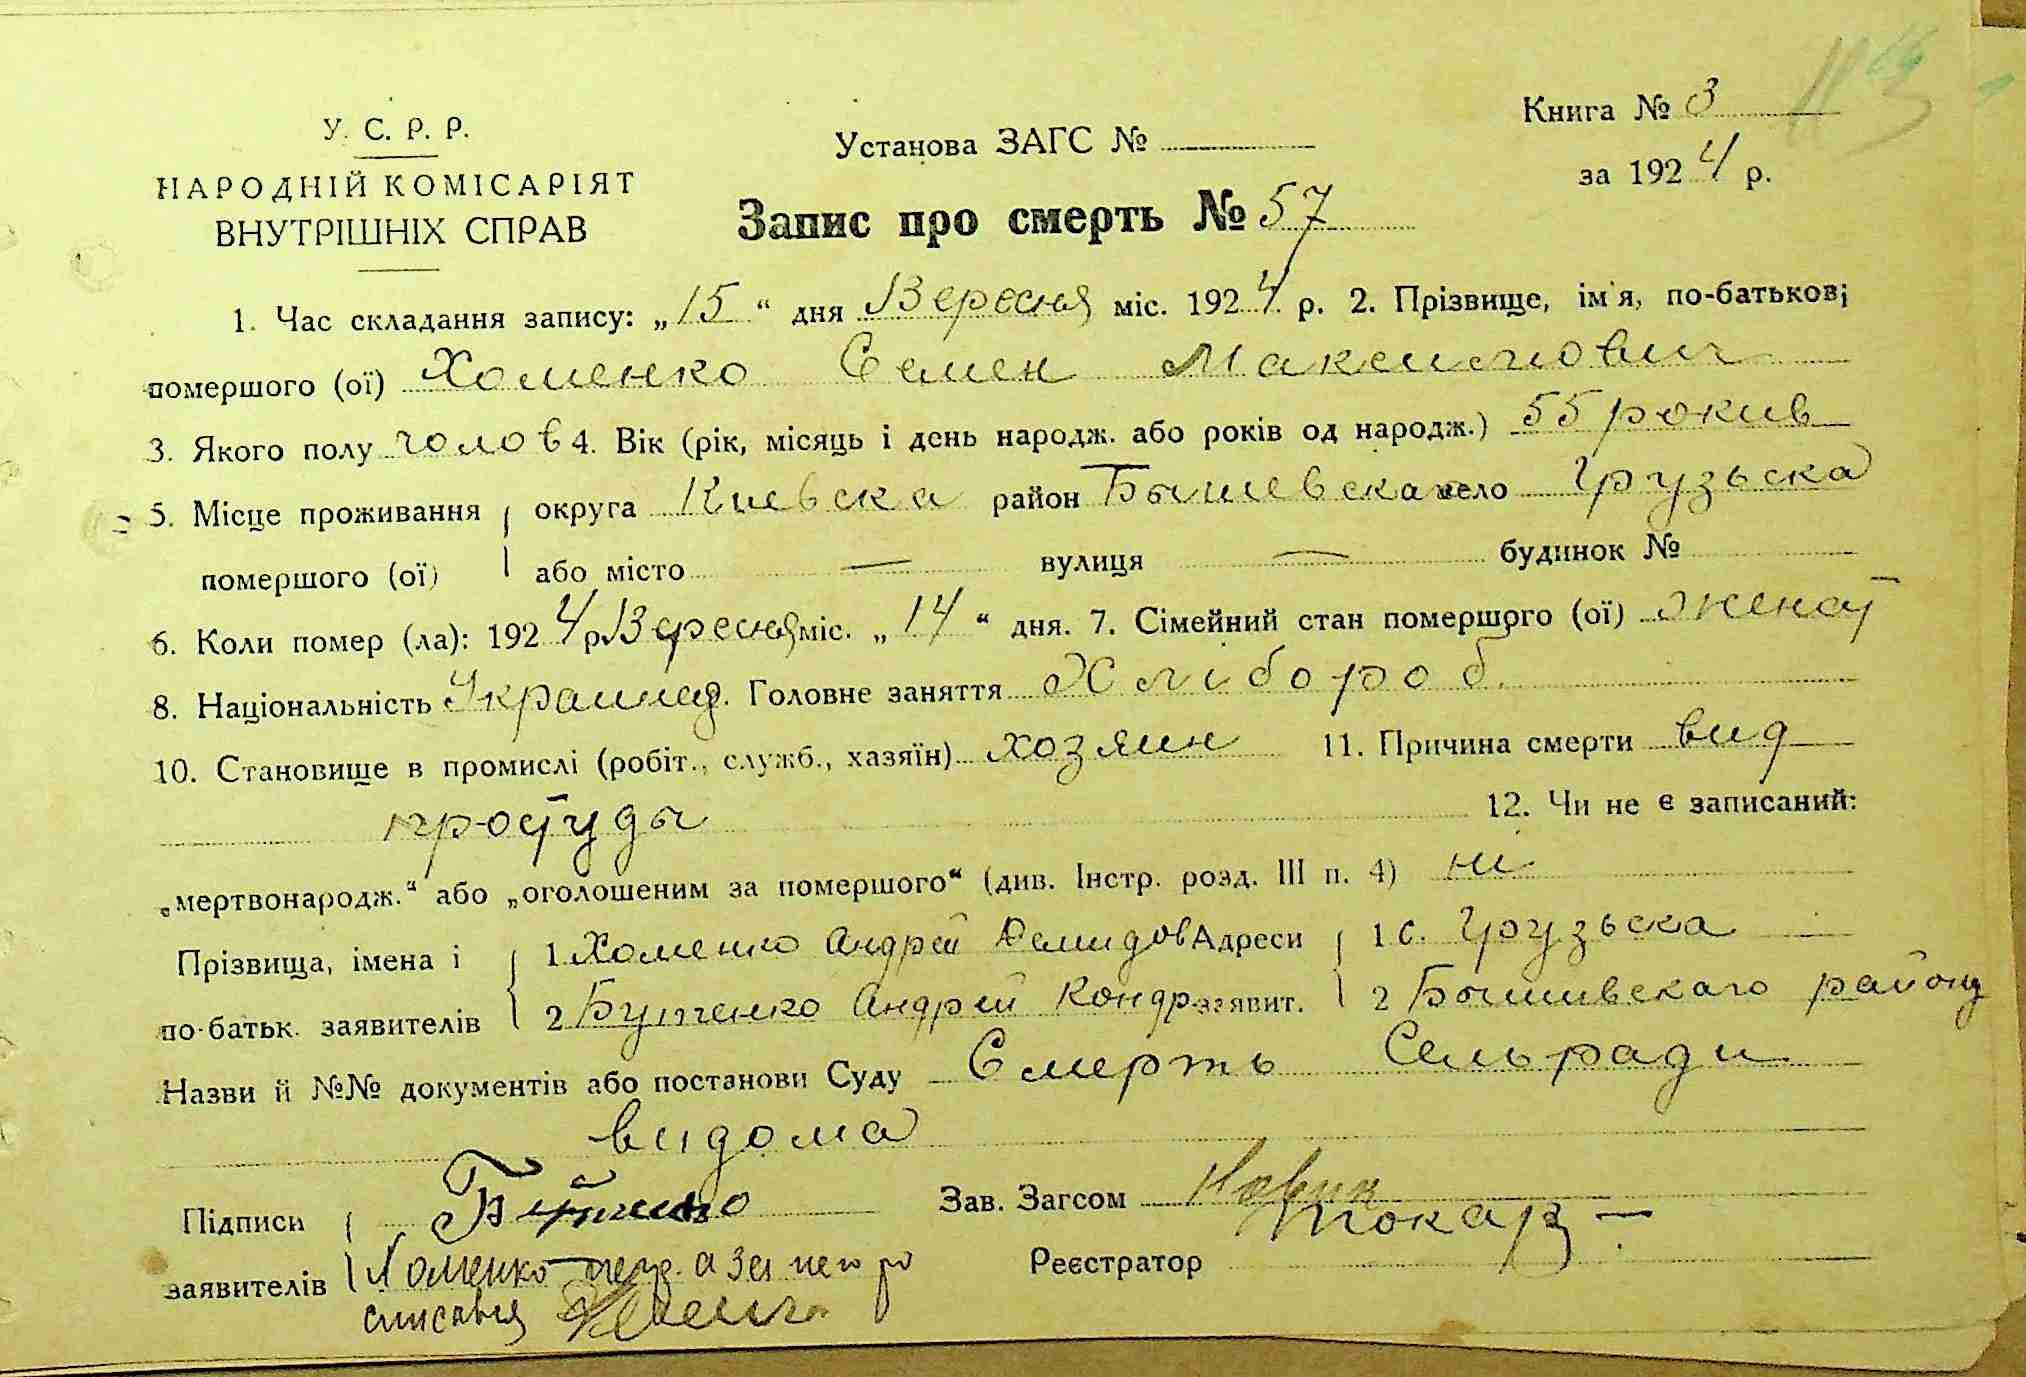 Книга № 3
У. С. Р. Р.
Установа ЗАГС №
за 1924 р.
НАРОДНІЙ КОМІСАРІЯТ
ВНУТРІШНІХ СПРАВ
Запис про смерть № 57
1. Час складання запису: „15“ дня Вересня міс. 1924 р. 2. Прізвище, ім'я, по-батькові
помершого (ої) Хоменко Семен Максимович
3. Якого полу чолов 4. Вік (рік, місяць і день народж. або років од народж.) 55 рокив
5. Місце проживання округа Киевска район Бышевска село Грузьска
помершого (ої) або місто — вулиця — будинок №
6. Коли помер (ла): 1924 р Вересня міс. „14“ дня. 7. Сімейний стан помершого (ої) женат
8. Національність Украинец. Головне заняття Хлібороб.
10. Становище в промислі (робіт., служб., хазяїн) хозяин 11. Причина смерти вид
простуды 12. Чи не є записаний:
„мертвонародж.“ або „оголошеним за помершого“ (див. Інстр. розд. III п. 4) ні
Прізвища, імена і 1 Хоменко Андрей Демидов Адреси 1 с. Грузьска
по-батьк. заявителів 2 Бутенко Андрей Кондр заявит. 2 Бышивскаго району
Назви й №№ документів або постанови Суду Смерть Сельради
видома
Підписи Бутенко Зав. Загсом
Токар —
заявителів Хоменко Реєстратор